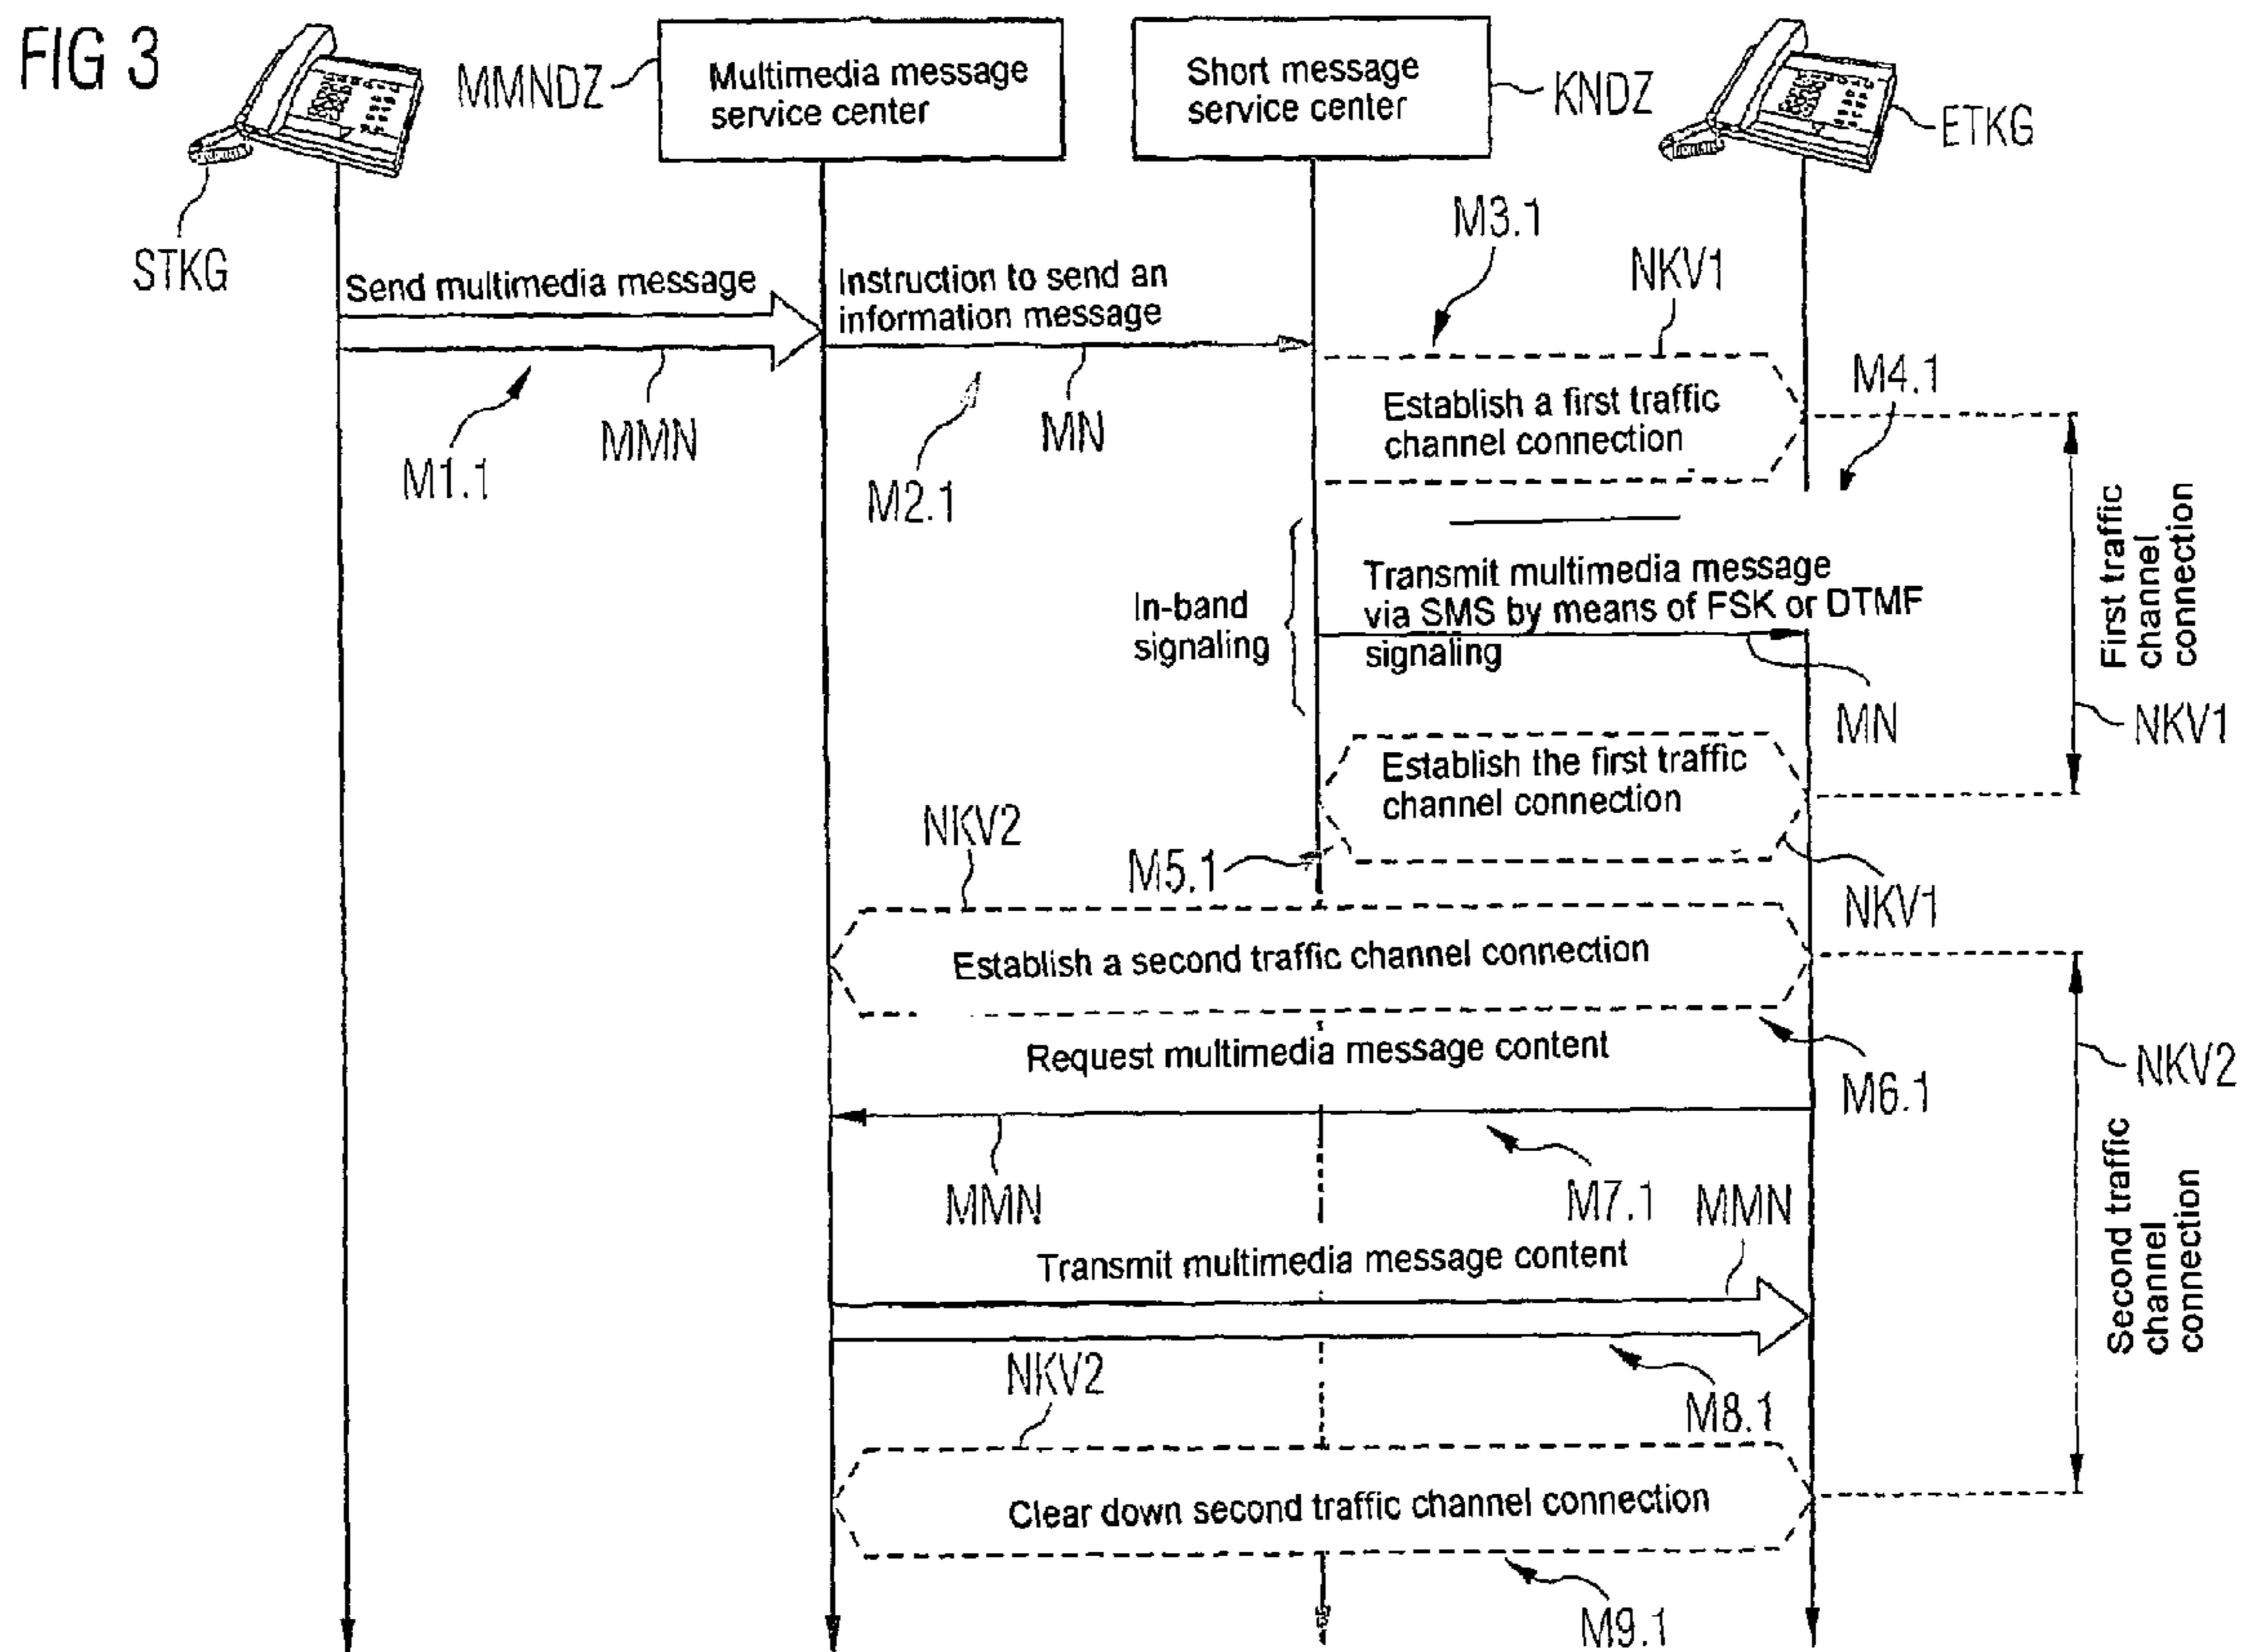 FIG 3
MMNDZ
Multimedia message
service center
Short message
service center
KNDZ
ETKG
STKG
M3.1
NKV1
Send multimedia message
Instruction to send an
information message
M4.1
Establish a first traffic
channel connection
MMN
MN
M1.1
M2.1
First traffic
channel
connection
In-band
signaling
Transmit multimedia message
via SMS by means of FSK or DTMF
signaling
MN
NKV1
Establish the first traffic
channel connection
NKV2
M5.1
NKV1
Establish a second traffic channel connection
Request multimedia message content
NKV2
M6.1
Second traffic
channel
connection
MMN
M7.1
MMN
Transmit multimedia message content
NKV2
M8.1
Clear down second traffic channel connection
M9.1